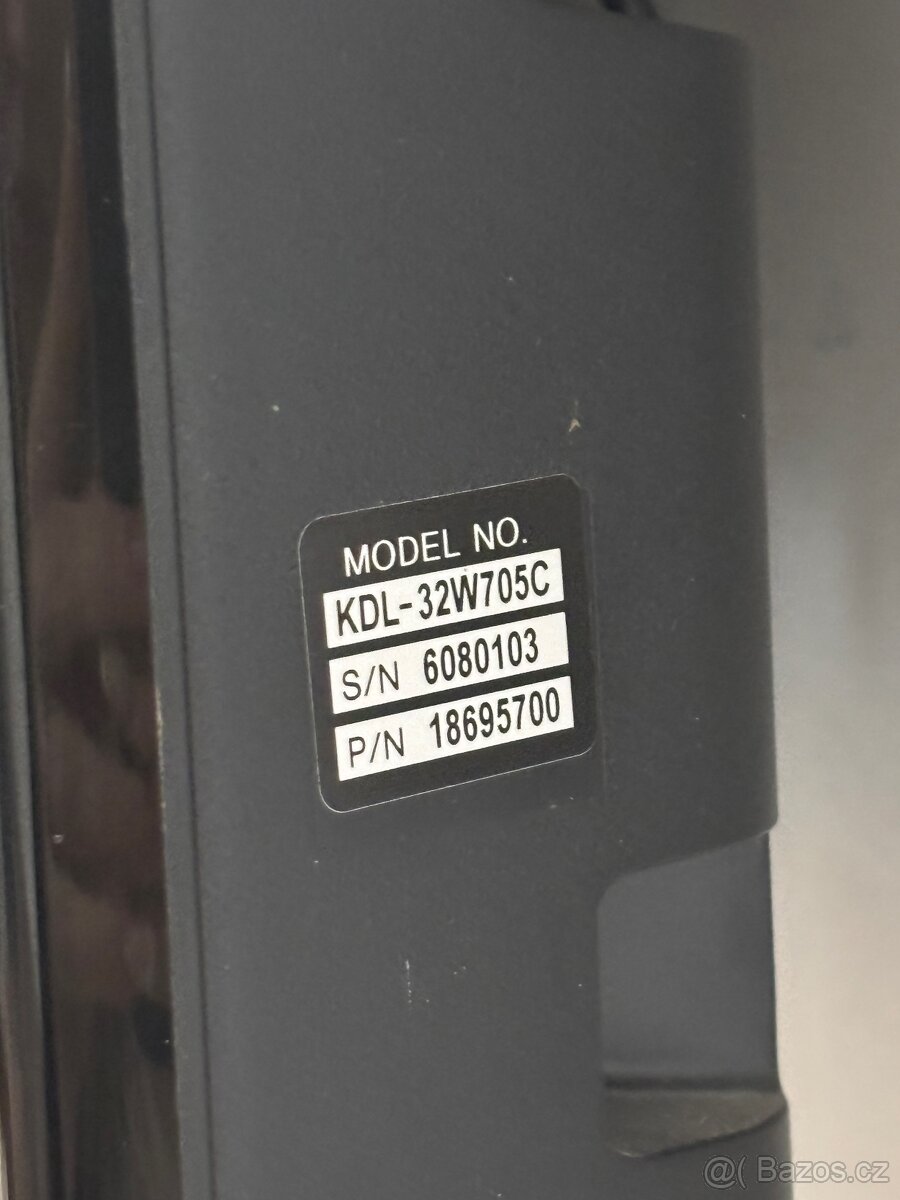 MODEL NO.
KDL-32W705C
S/N 6080103
P/N 18695700
@( Bazos.cz